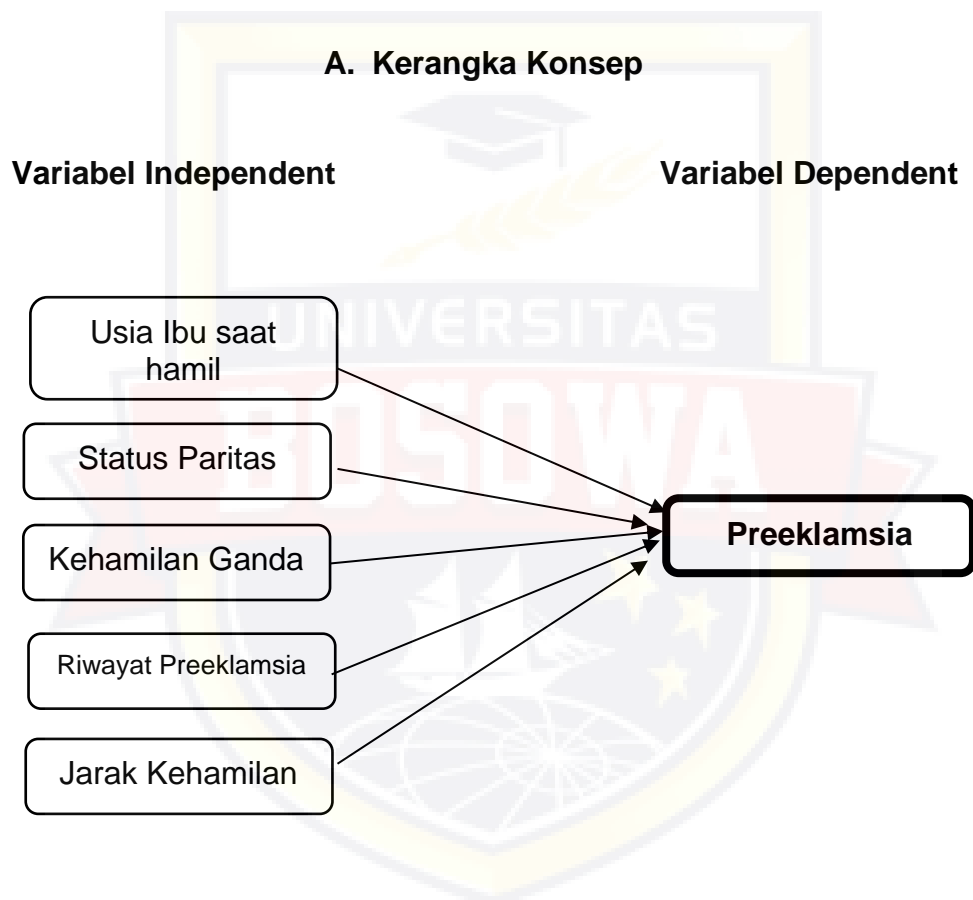 A. Kerangka Konsep
Variabel Independent
Variabel Dependent
UNIVERSITAS
BOSOWA
Usia Ibu saat
hamil
Status Paritas
Kehamilan Ganda
Riwayat Preeklamsia
Jarak Kehamilan
Preeklamsia